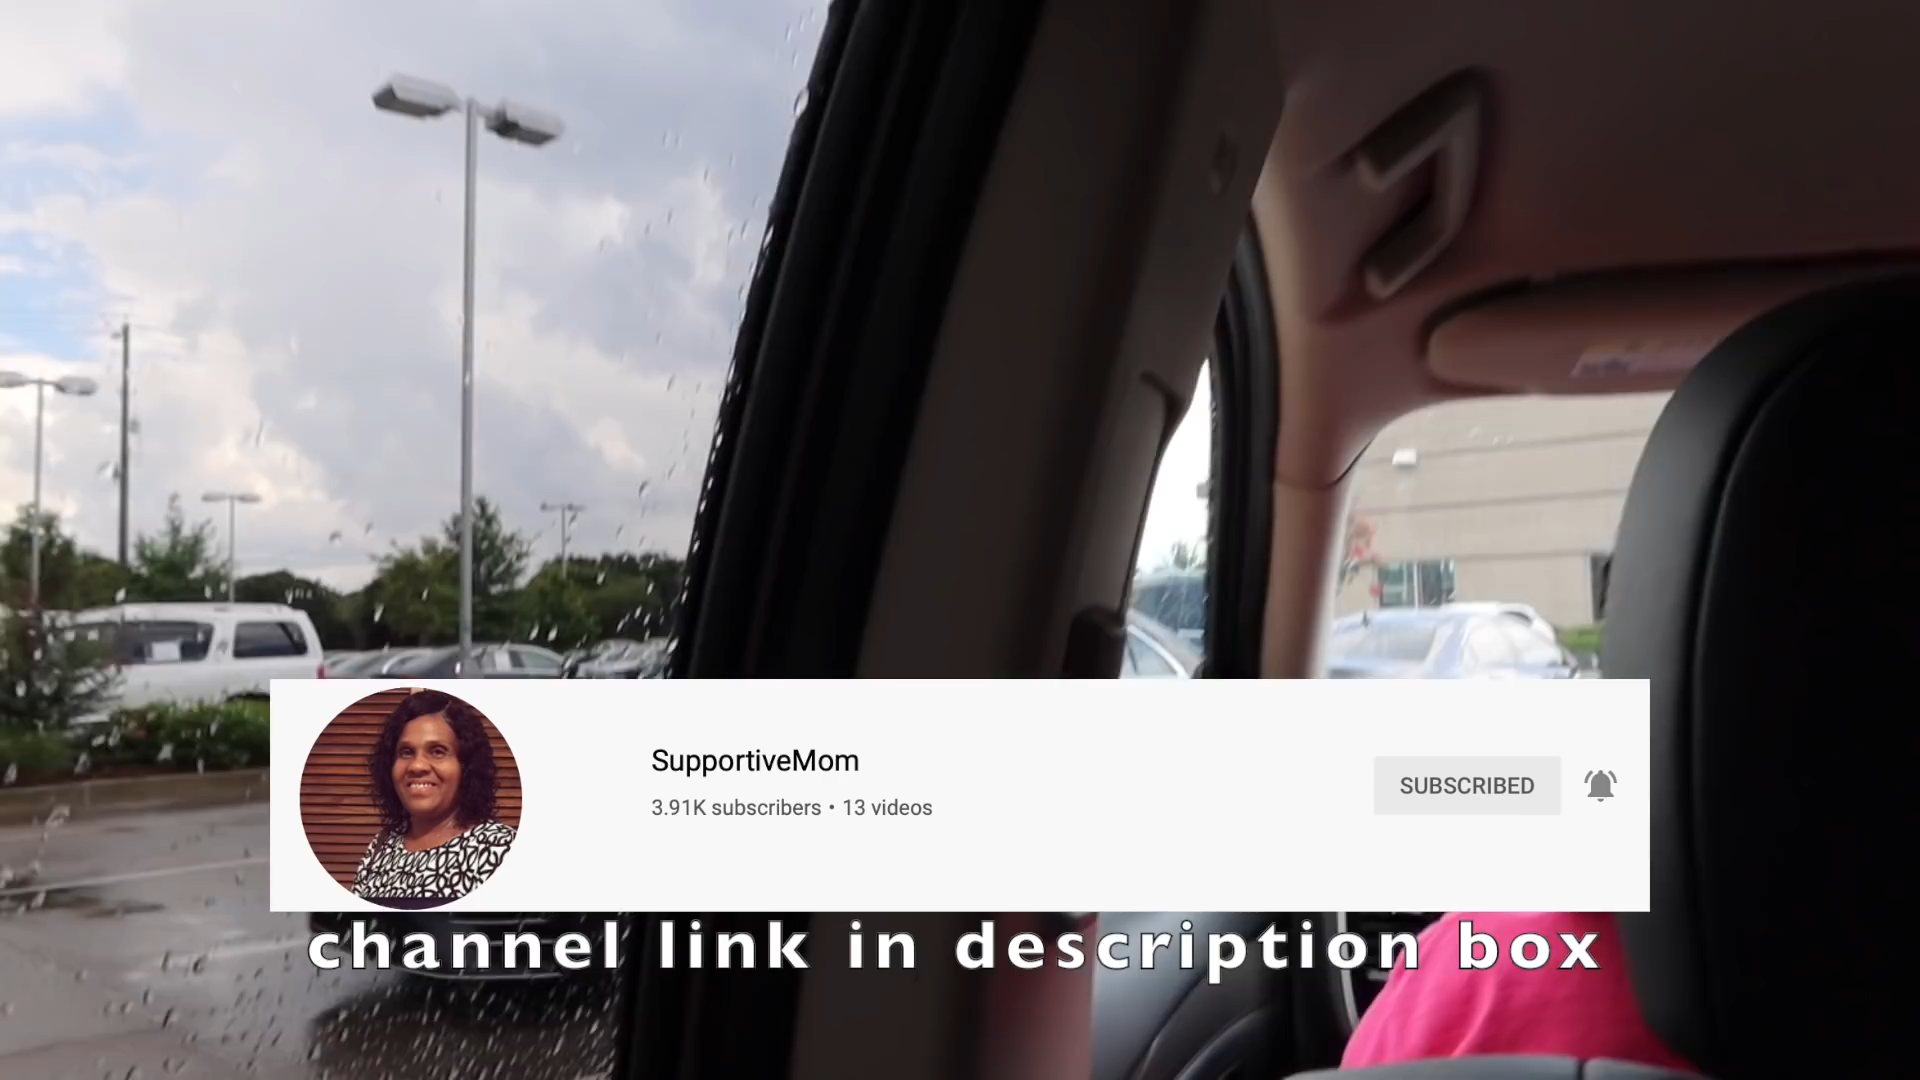 SupportiveMom
3.91K subscribers • 13 videos
SUBSCRIBED
channel link in description box